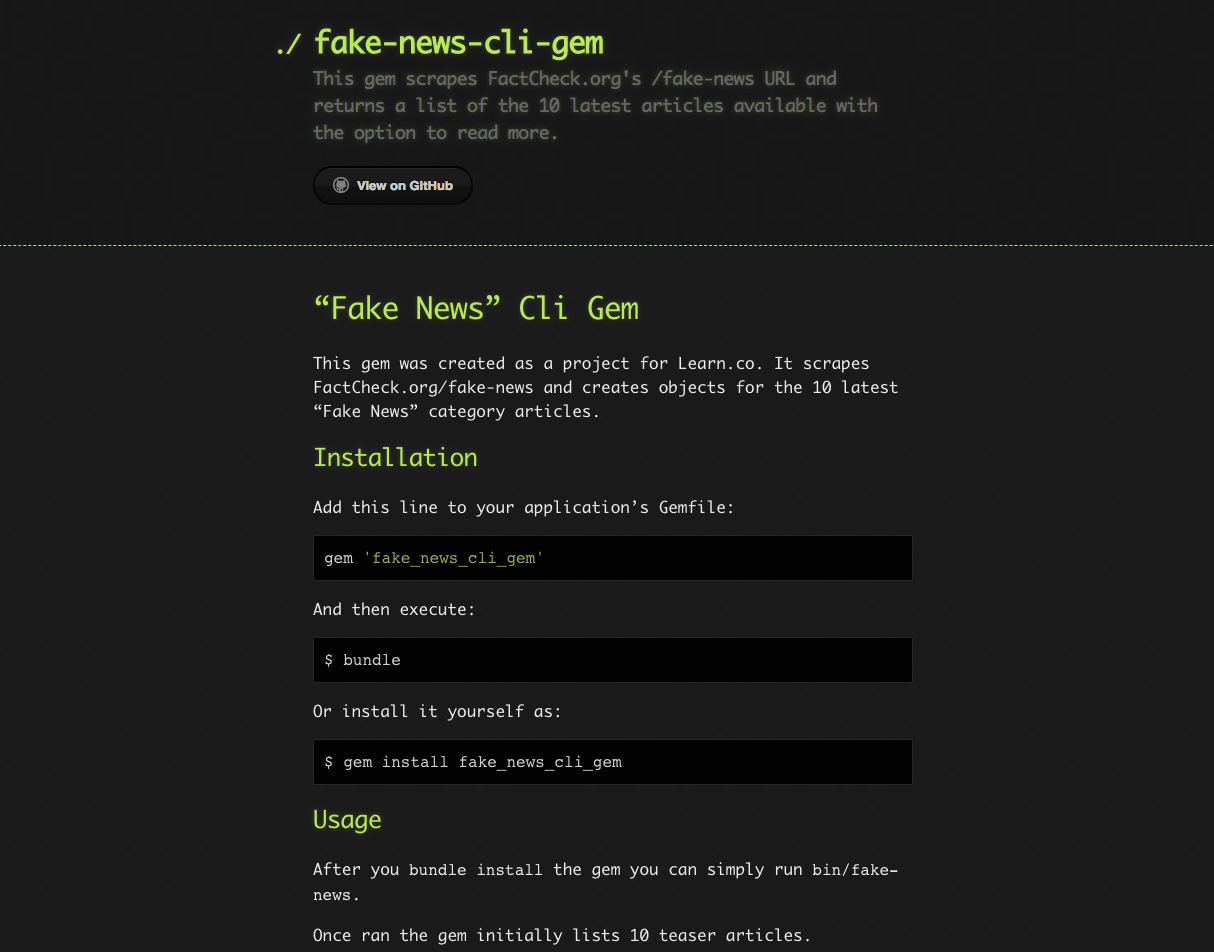 ./ fake-news-cli-gem
This gem scrapes FactCheck.org's /fake-news URL and
returns a list of the 10 latest articles available with
the option to read more.
View on GitHub
“Fake News” Cli Gem
This gem was created as a project for Learn.co. It scrapes
FactCheck.org/fake-news and creates objects for the 10 latest
“Fake News” category articles.
Installation
Add this line to your application’s Gemfile:
gem 'fake_news_cli_gem'
And then execute:
$ bundle
Or install it yourself as:
$ gem install fake_news_cli_gem
Usage
After you bundle install the gem you can simply run bin/fake-
news.
Once ran the gem initially lists 10 teaser articles.